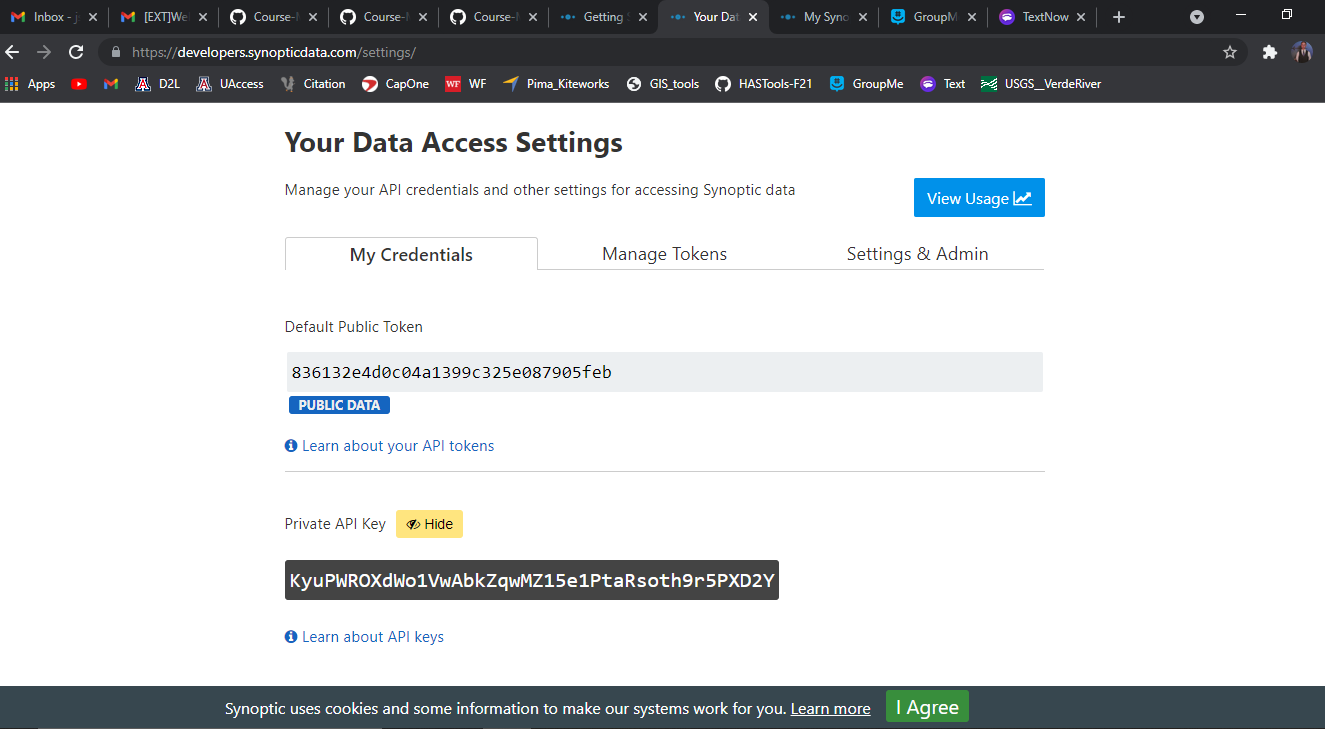 Inbox - j
[EXT]We
Course-
Course-
Course-
Getting
Your Dat
My Syno
GroupM
TextNow
https://developers.synopticdata.com/settings/
Apps D2L UAccess Citation CapOne WF WF Pima_Kiteworks GIS_tools HASTools-F21 GroupMe Text USGS__VerdeRiver
Your Data Access Settings
Manage your API credentials and other settings for accessing Synoptic data
View Usage
My Credentials Manage Tokens Settings & Admin
Default Public Token
836132e4d0c04a1399c325e087905feb
PUBLIC DATA
Learn about your API tokens
Private API Key Hide
KyuPWROXdWo1VwAbkZqwMZ15e1PtaRsoth9r5PXD2Y
Learn about API keys
Synoptic uses cookies and some information to make our systems work for you. Learn more I Agree